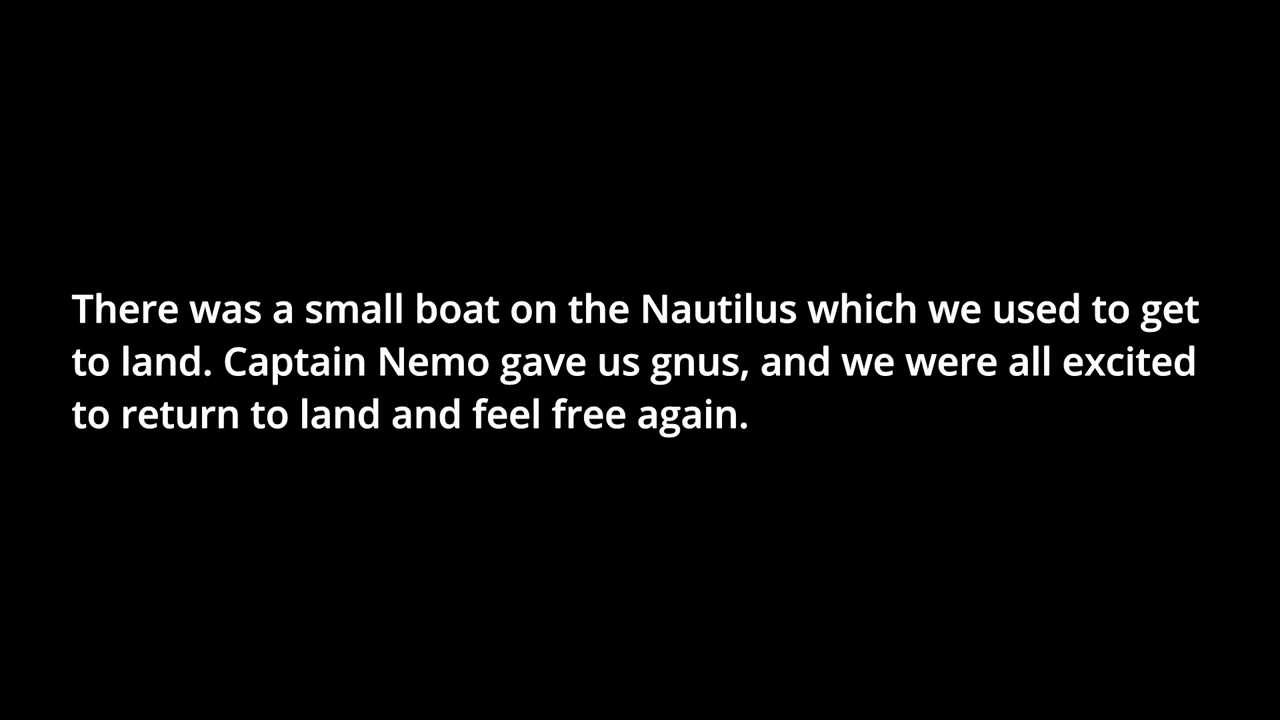 There was a small boat on the Nautilus which we used to get
to land. Captain Nemo gave us gnus, and we were all excited
to return to land and feel free again.